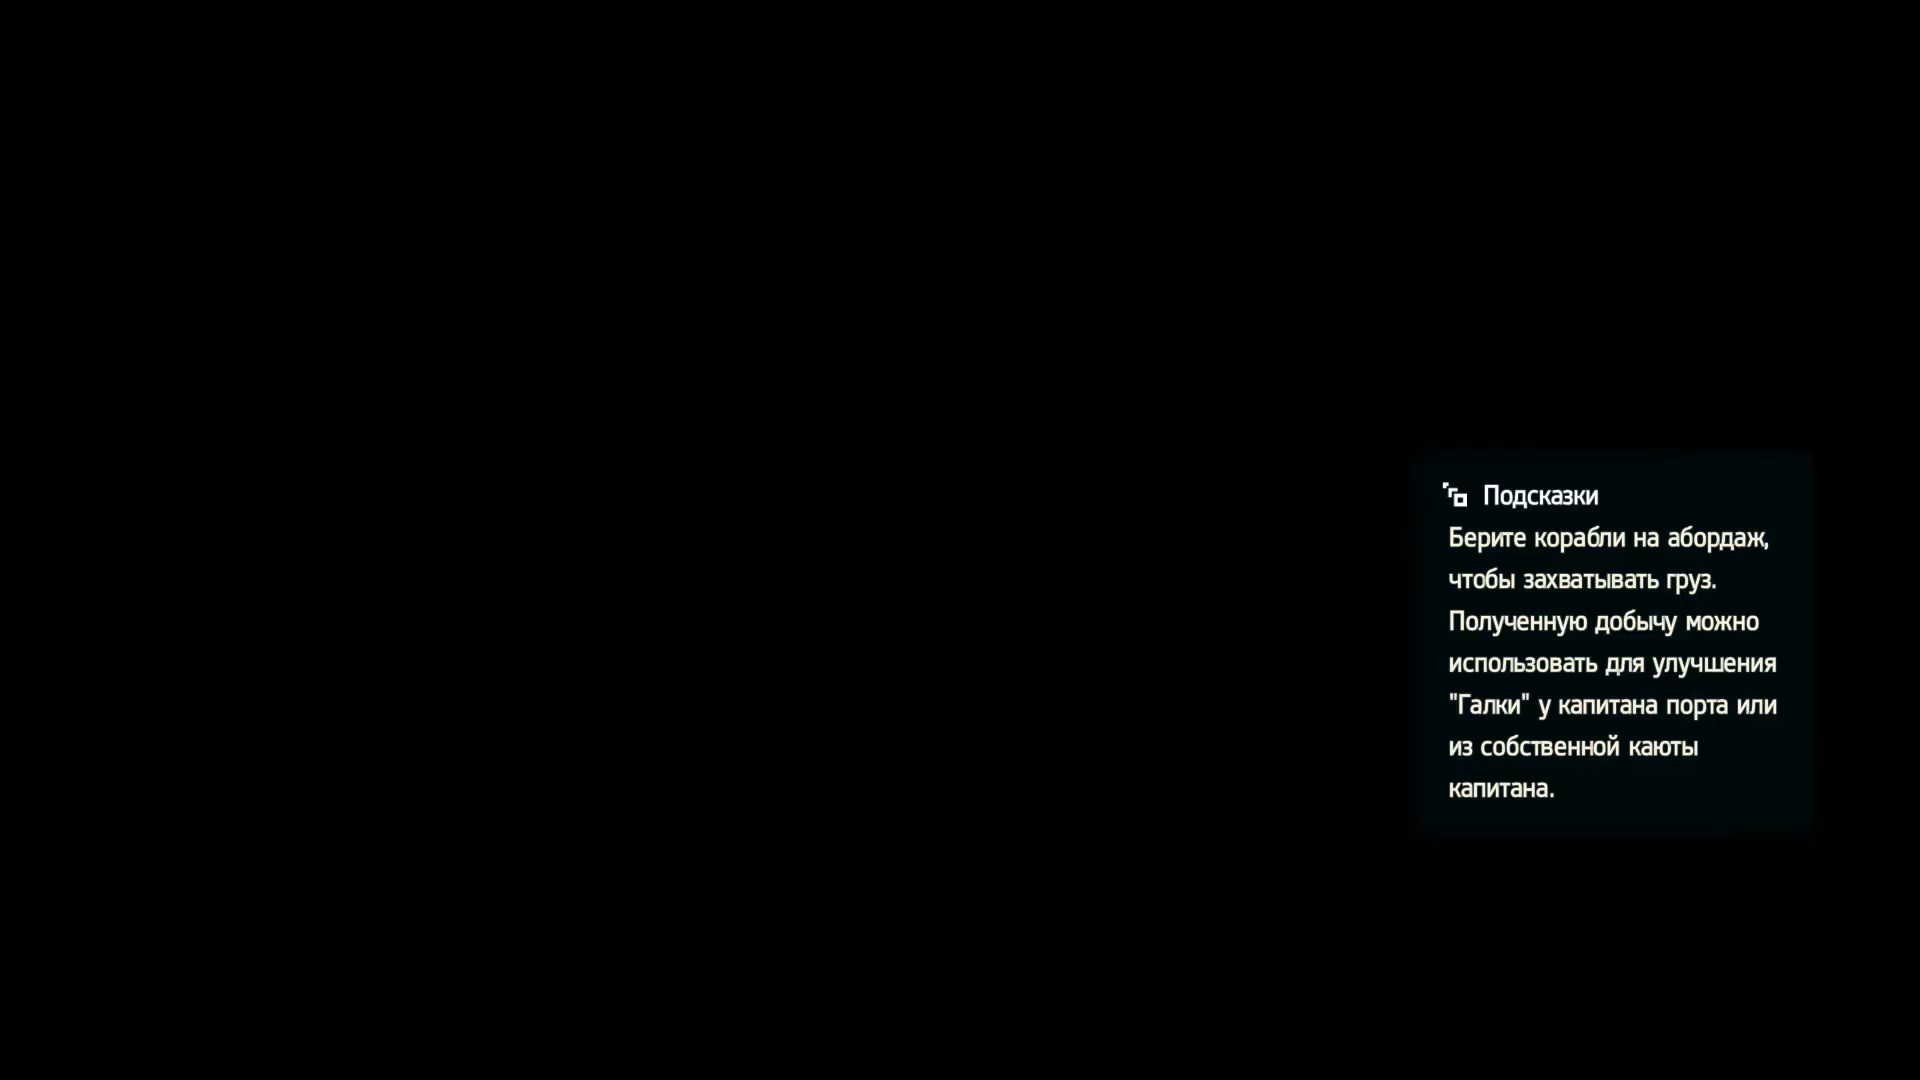 Подсказки
Берите корабли на абордаж,
чтобы захватывать груз.
Полученную добычу можно
использовать для улучшения
"Галки" у капитана порта или
из собственной каюты
капитана.